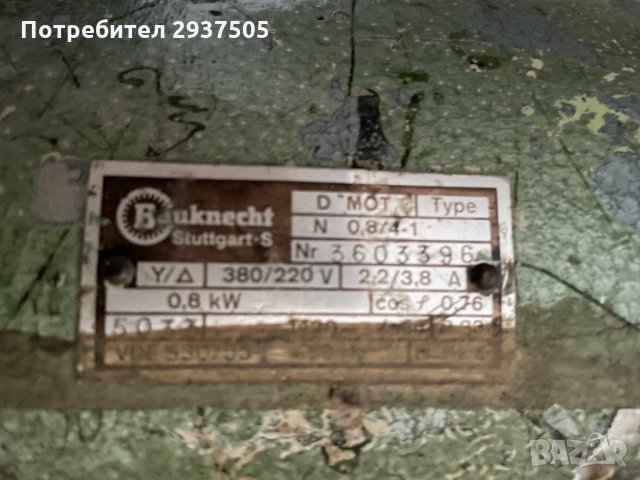 Потребител 2937505
Bauknecht
Stuttgart-S
D MOT Type
N 0,8/4-1
Nr 3603396
Y/Δ 380/220 V 2,2/3,8 A
0,8 kW cos φ 0,76
BAZAR